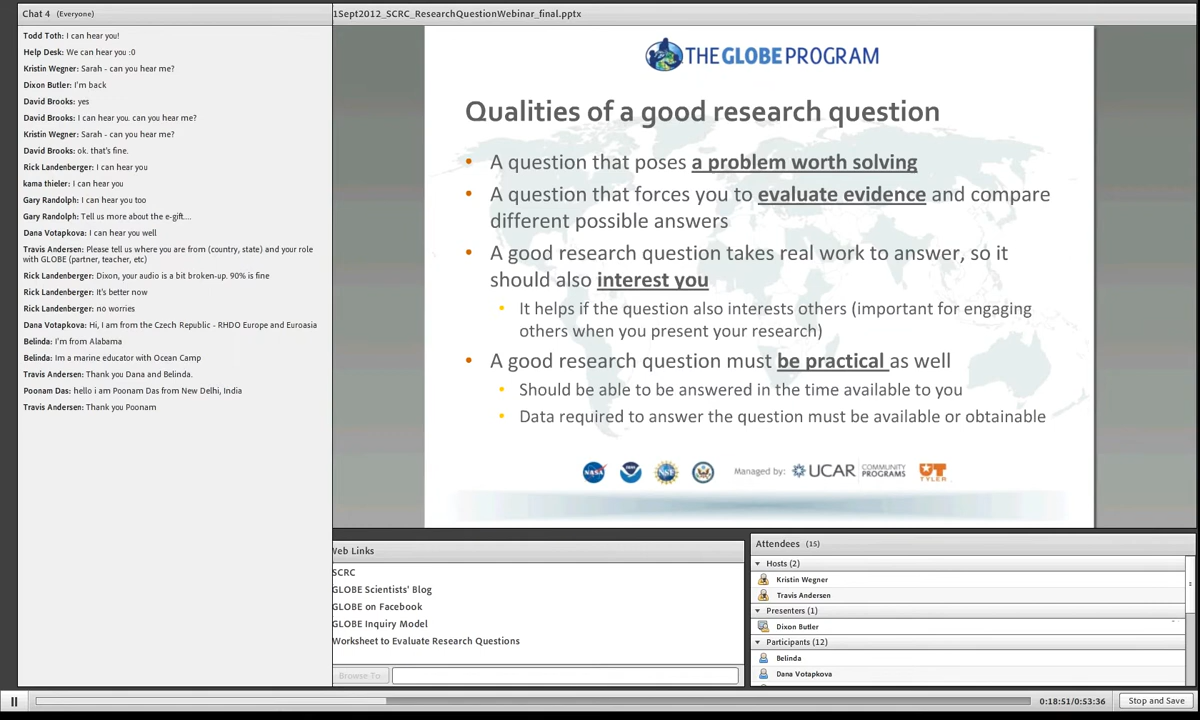 Chat 4 (Everyone)
Todd Toth: I can hear you!
Help Desk: We can hear you :0
Kristin Wegner: Sarah - can you hear me?
Dixon Butler: I'm back
David Brooks: yes
David Brooks: I can hear you. can you hear me?
Kristin Wegner: Sarah - can you hear me?
David Brooks: ok. that's fine.
Rick Landenberger: I can hear you
kama thieler: I can hear you
Gary Randolph: I can hear you too
Gary Randolph: Tell us more about the e-gift....
Dana Votapkova: I can hear you well
Travis Andersen: Please tell us where you are from (country, state) and your role
with GLOBE (partner, teacher, etc)
Rick Landenberger: Dixon, your audio is a bit broken-up. 90% is fine
Rick Landenberger: It's better now
Rick Landenberger: no worries
Dana Votapkova: Hi, I am from the Czech Republic - RHDO Europe and Euroasia
Belinda: I'm from Alabama
Belinda: Im a marine educator with Ocean Camp
Travis Andersen: Thank you Dana and Belinda.
Poonam Das: hello i am Poonam Das from New Delhi, India
Travis Andersen: Thank you Poonam
1Sept2012_SCRC_ResearchQuestionWebinar_final.pptx
THE GLOBE PROGRAM
Qualities of a good research question
• A question that poses a problem worth solving
• A question that forces you to evaluate evidence and compare
different possible answers
• A good research question takes real work to answer, so it
should also interest you
• It helps if the question also interests others (important for engaging
others when you present your research)
• A good research question must be practical as well
• Should be able to be answered in the time available to you
• Data required to answer the question must be available or obtainable
NASA
Managed by: UCAR COMMUNITY PROGRAMS
UT TYLER
Web Links
SCRC
GLOBE Scientists' Blog
GLOBE on Facebook
GLOBE Inquiry Model
Worksheet to Evaluate Research Questions
Browse To
Attendees (15)
Hosts (2)
Kristin Wegner
Travis Andersen
Presenters (1)
Dixon Butler
Participants (12)
Belinda
Dana Votapkova
0:18:51/0:53:36
Stop and Save